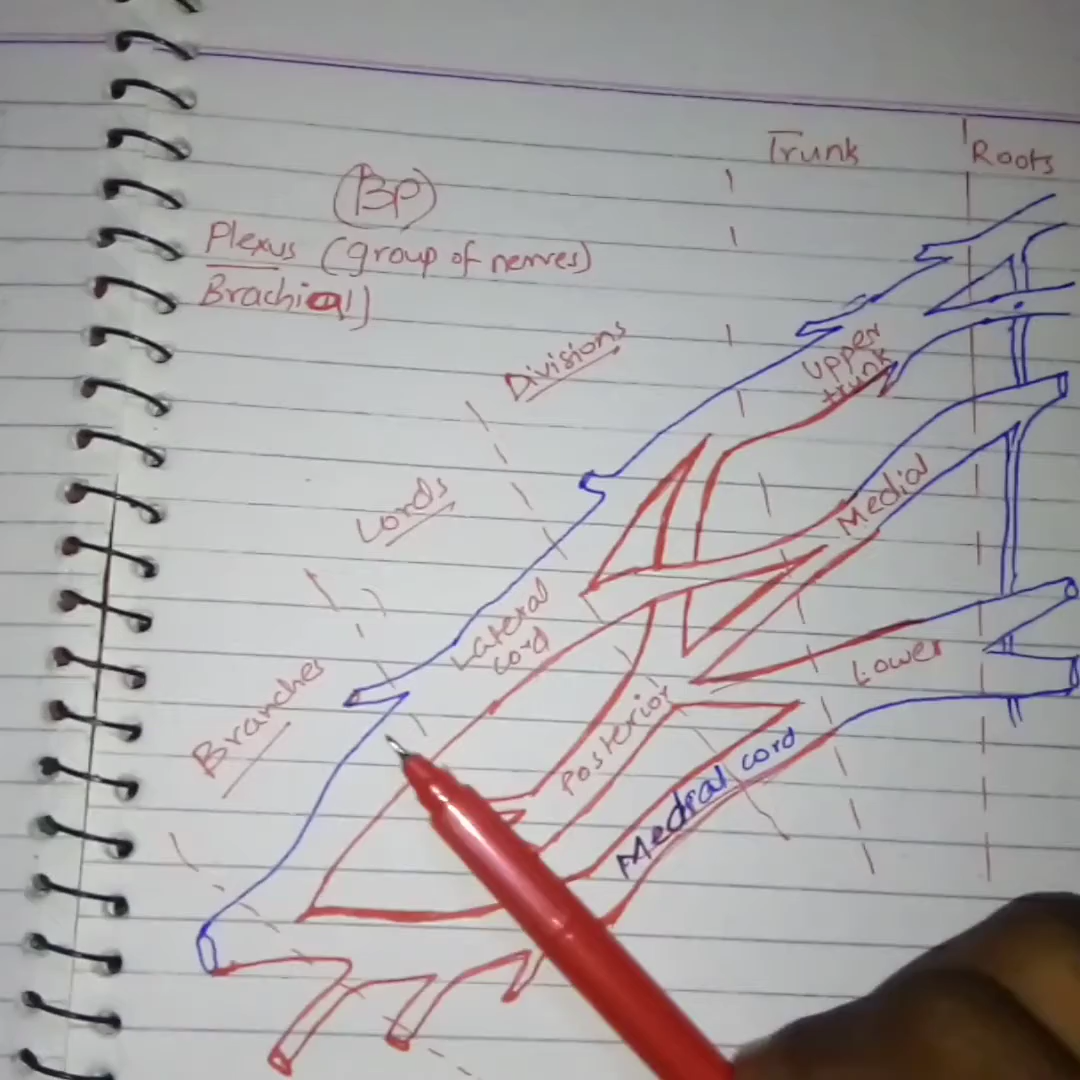 Trunk
Roots
BP
Plexus (group of nerves)
Brachial)
Divisions
Upper
trunk
Cords
Medial
Lateral
cord
Branches
Lower
Posterior
Medial cord